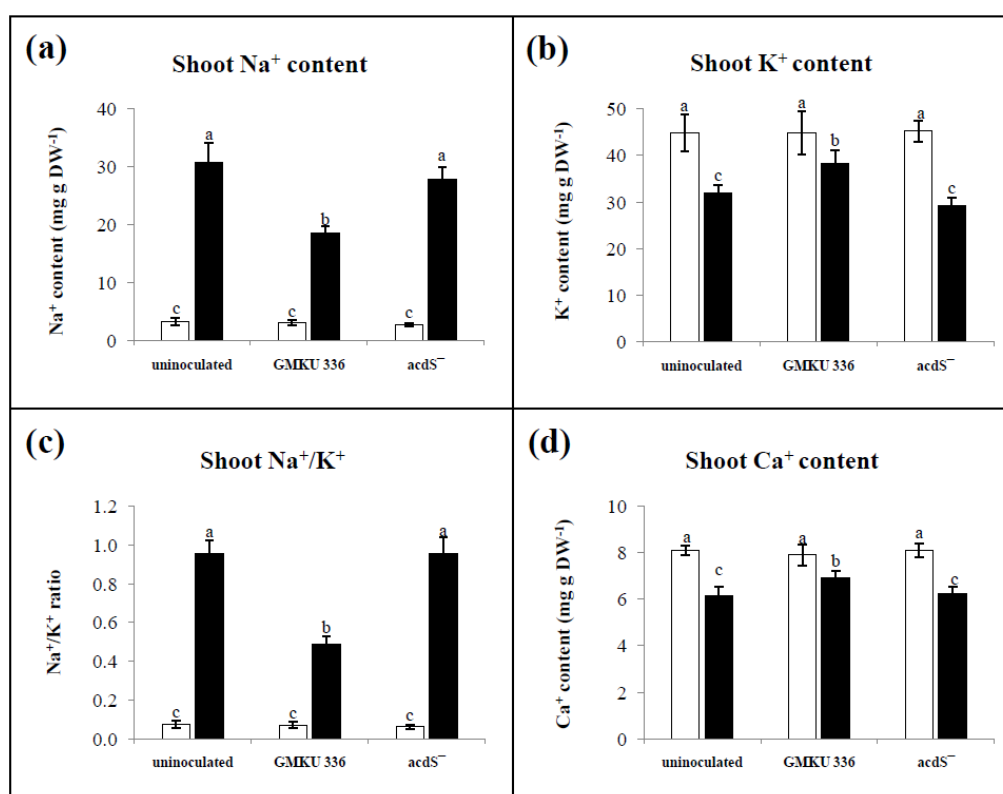 (a)
Shoot Na⁺ content
Na⁺ content (mg g DW⁻¹)
40
30
20
10
0
a
a
b
c
c
c
uninoculated GMKU 336 acdS⁻
(b)
Shoot K⁺ content
K⁺ content (mg g DW⁻¹)
50
40
30
20
10
0
a
a
a
b
c
c
uninoculated GMKU 336 acdS⁻
(c)
Shoot Na⁺/K⁺
Na⁺/K⁺ ratio
1.2
1.0
0.8
0.6
0.4
0.2
0.0
a
a
b
c
c
c
uninoculated GMKU 336 acdS⁻
(d)
Shoot Ca⁺ content
Ca⁺ content (mg g DW⁻¹)
10
8
6
4
2
0
a
a
a
c
b
c
uninoculated GMKU 336 acdS⁻